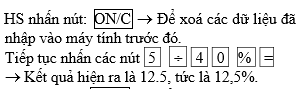 HS nhấn nút: ON/C → Để xoá các dữ liệu đã
nhập vào máy tính trước đó.
Tiếp tục nhấn các nút 5 ÷ 4 0 % =
→ Kết quả hiện ra là 12.5, tức là 12,5%.